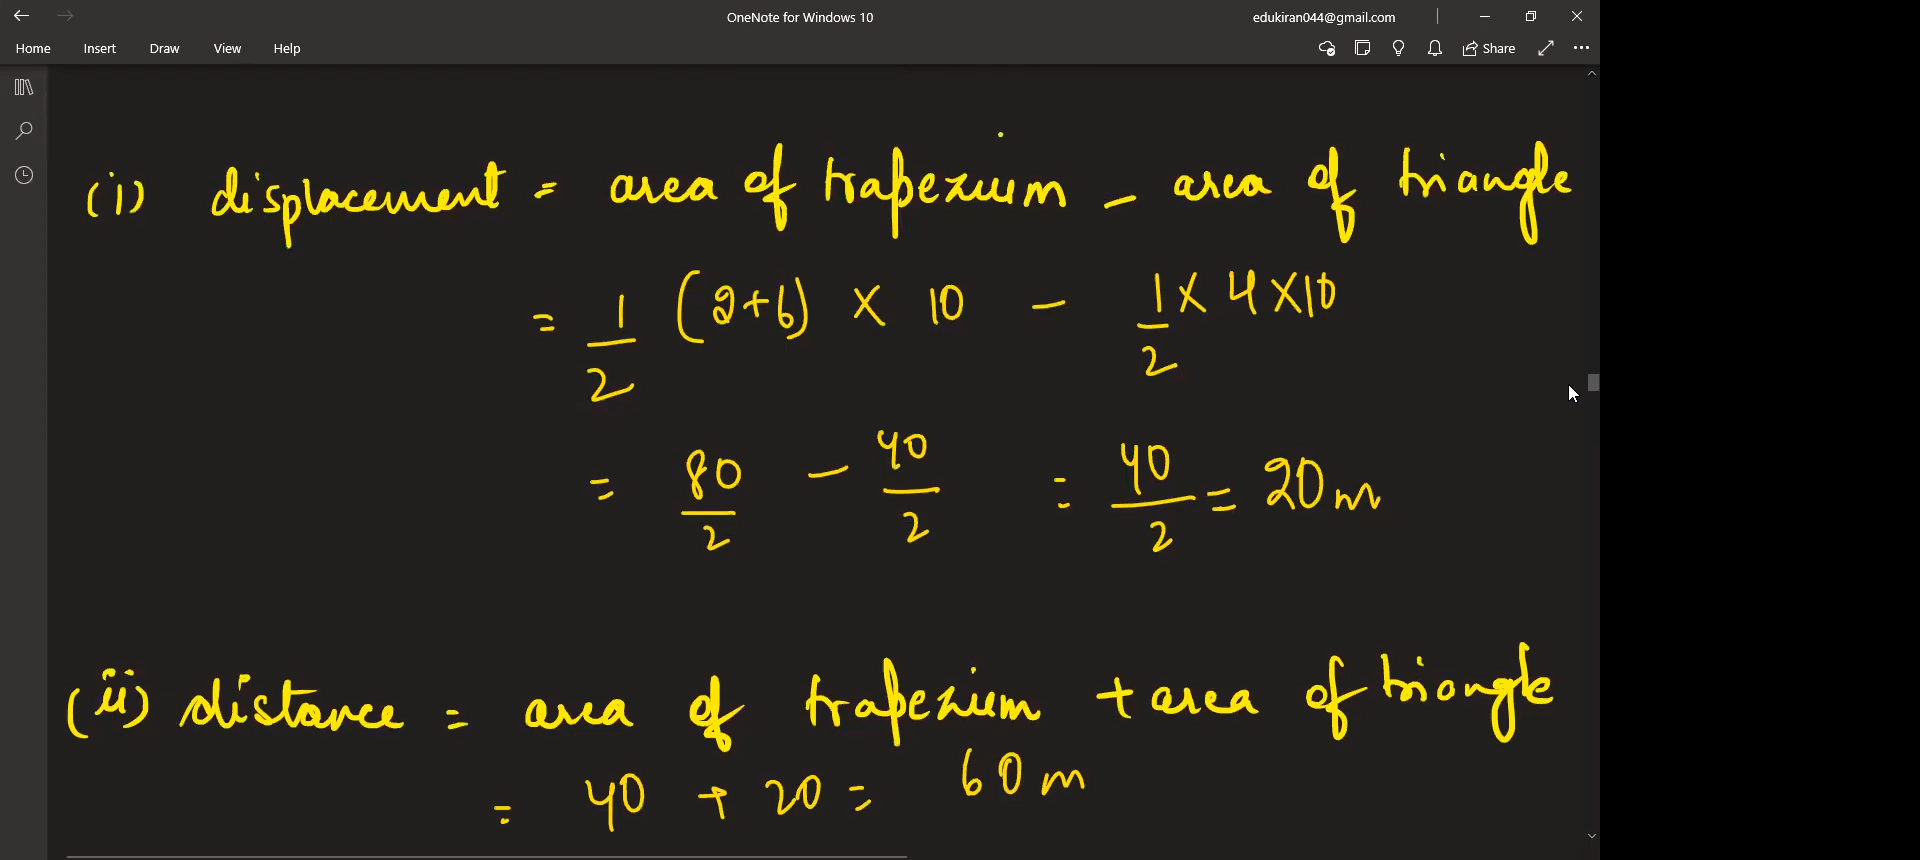 OneNote for Windows 10
edukiran044@gmail.com
Home Insert Draw View Help
Share
(i) displacement = area of trapezium - area of triangle
= 1/2 (2+6) × 10 - 1/2 × 4 × 10
= 80/2 - 40/2 = 40/2 = 20 m
(ii) distance = area of trapezium + area of triangle
= 40 + 20 = 60 m